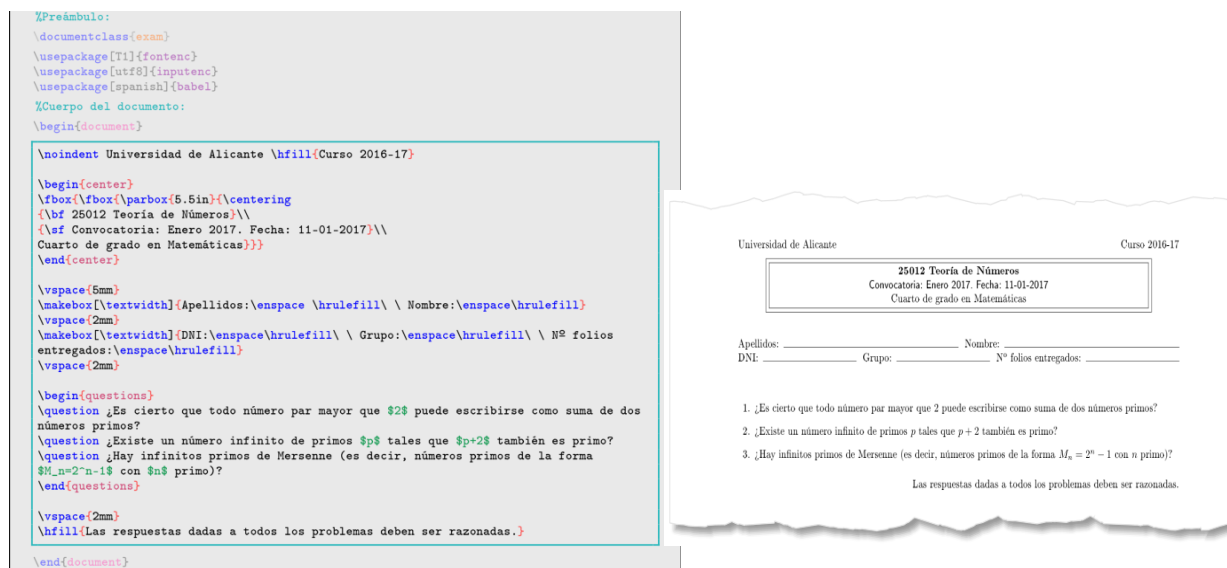 %Preámbulo:
\documentclass{exam}
\usepackage[T1]{fontenc}
\usepackage[utf8]{inputenc}
\usepackage[spanish]{babel}
%Cuerpo del documento:
\begin{document}
\noindent Universidad de Alicante \hfill{Curso 2016-17}
\begin{center}
\fbox{\fbox{\parbox{5.5in}{\centering
{\bf 25012 Teoría de Números}\\
{\sf Convocatoria: Enero 2017. Fecha: 11-01-2017}\\
Cuarto de grado en Matemáticas}}}
\end{center}
\vspace{5mm}
\makebox[\textwidth]{Apellidos:\enspace \hrulefill\ \ Nombre:\enspace\hrulefill}
\vspace{2mm}
\makebox[\textwidth]{DNI:\enspace\hrulefill\ \ Grupo:\enspace\hrulefill\ \ Nº folios
entregados:\enspace\hrulefill}
\vspace{2mm}
\begin{questions}
\question ¿Es cierto que todo número par mayor que $2$ puede escribirse como suma de dos
números primos?
\question ¿Existe un número infinito de primos $p$ tales que $p+2$ también es primo?
\question ¿Hay infinitos primos de Mersenne (es decir, números primos de la forma
$M_n=2^n-1$ con $n$ primo)?
\end{questions}
\vspace{2mm}
\hfill{Las respuestas dadas a todos los problemas deben ser razonadas.}
\end{document}
Universidad de Alicante Curso 2016-17
25012 Teoría de Números
Convocatoria: Enero 2017. Fecha: 11-01-2017
Cuarto de grado en Matemáticas
Apellidos: Nombre:
DNI: Grupo: Nº folios entregados:
1. ¿Es cierto que todo número par mayor que 2 puede escribirse como suma de dos números primos?
2. ¿Existe un número infinito de primos p tales que p + 2 también es primo?
3. ¿Hay infinitos primos de Mersenne (es decir, números primos de la forma Mₙ = 2ⁿ − 1 con n primo)?
Las respuestas dadas a todos los problemas deben ser razonadas.